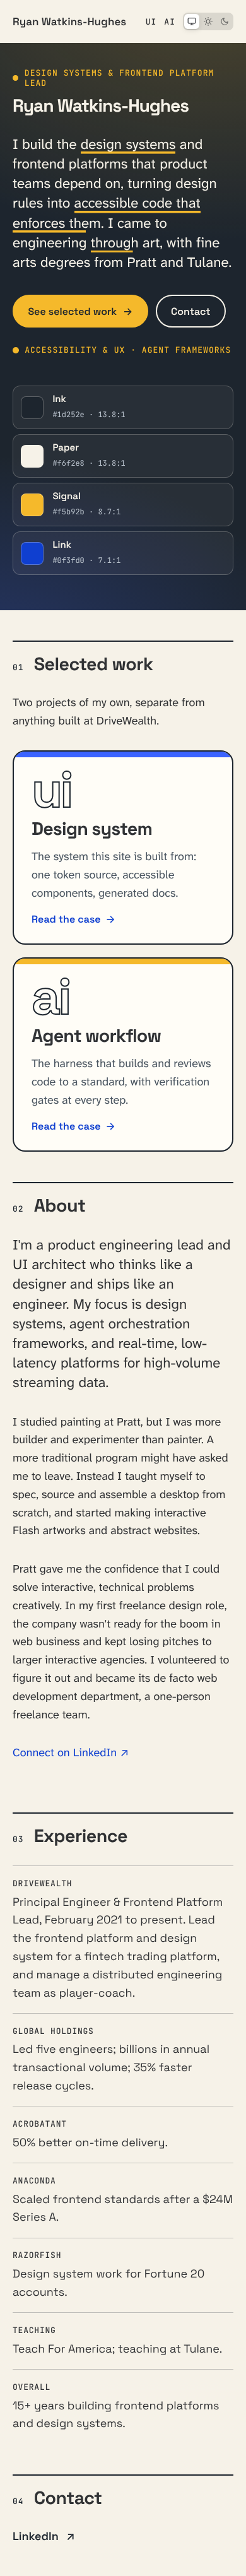 Ryan Watkins-Hughes
UI AI
DESIGN SYSTEMS & FRONTEND PLATFORM
LEAD
Ryan Watkins-Hughes
I build the design systems and
frontend platforms that product
teams depend on, turning design
rules into accessible code that
enforces them. I came to
engineering through art, with fine
arts degrees from Pratt and Tulane.
See selected work →
Contact
ACCESSIBILITY & UX · AGENT FRAMEWORKS
Ink
#1d252e · 13.8:1
Paper
#f6f2e8 · 13.8:1
Signal
#f5b92b · 8.7:1
Link
#0f3fd0 · 7.1:1
01 Selected work
Two projects of my own, separate from
anything built at DriveWealth.
ui
Design system
The system this site is built from:
one token source, accessible
components, generated docs.
Read the case →
ai
Agent workflow
The harness that builds and reviews
code to a standard, with verification
gates at every step.
Read the case →
02 About
I'm a product engineering lead and
UI architect who thinks like a
designer and ships like an
engineer. My focus is design
systems, agent orchestration
frameworks, and real-time, low-
latency platforms for high-volume
streaming data.
I studied painting at Pratt, but I was more
builder and experimenter than painter. A
more traditional program might have asked
me to leave. Instead I taught myself to
spec, source and assemble a desktop from
scratch, and started making interactive
Flash artworks and abstract websites.
Pratt gave me the confidence that I could
solve interactive, technical problems
creatively. In my first freelance design role,
the company wasn't ready for the boom in
web business and kept losing pitches to
larger interactive agencies. I volunteered to
figure it out and became its de facto web
development department, a one-person
freelance team.
Connect on LinkedIn ↗
03 Experience
DRIVEWEALTH
Principal Engineer & Frontend Platform
Lead, February 2021 to present. Lead
the frontend platform and design
system for a fintech trading platform,
and manage a distributed engineering
team as player-coach.
GLOBAL HOLDINGS
Led five engineers; billions in annual
transactional volume; 35% faster
release cycles.
ACROBATANT
50% better on-time delivery.
ANACONDA
Scaled frontend standards after a $24M
Series A.
RAZORFISH
Design system work for Fortune 20
accounts.
TEACHING
Teach For America; teaching at Tulane.
OVERALL
15+ years building frontend platforms
and design systems.
04 Contact
LinkedIn ↗